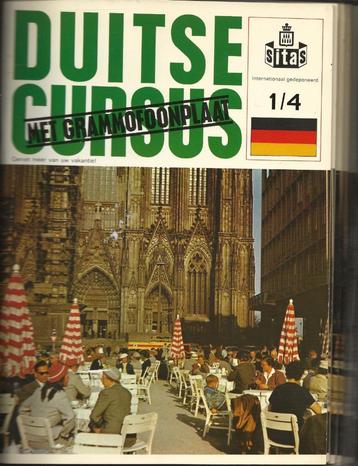 DUITSE
CURSUS
MET GRAMMOFOONPLAAT
Geniet meer van uw vakantie!
sitas
internationaal gedeponeerd
1/4